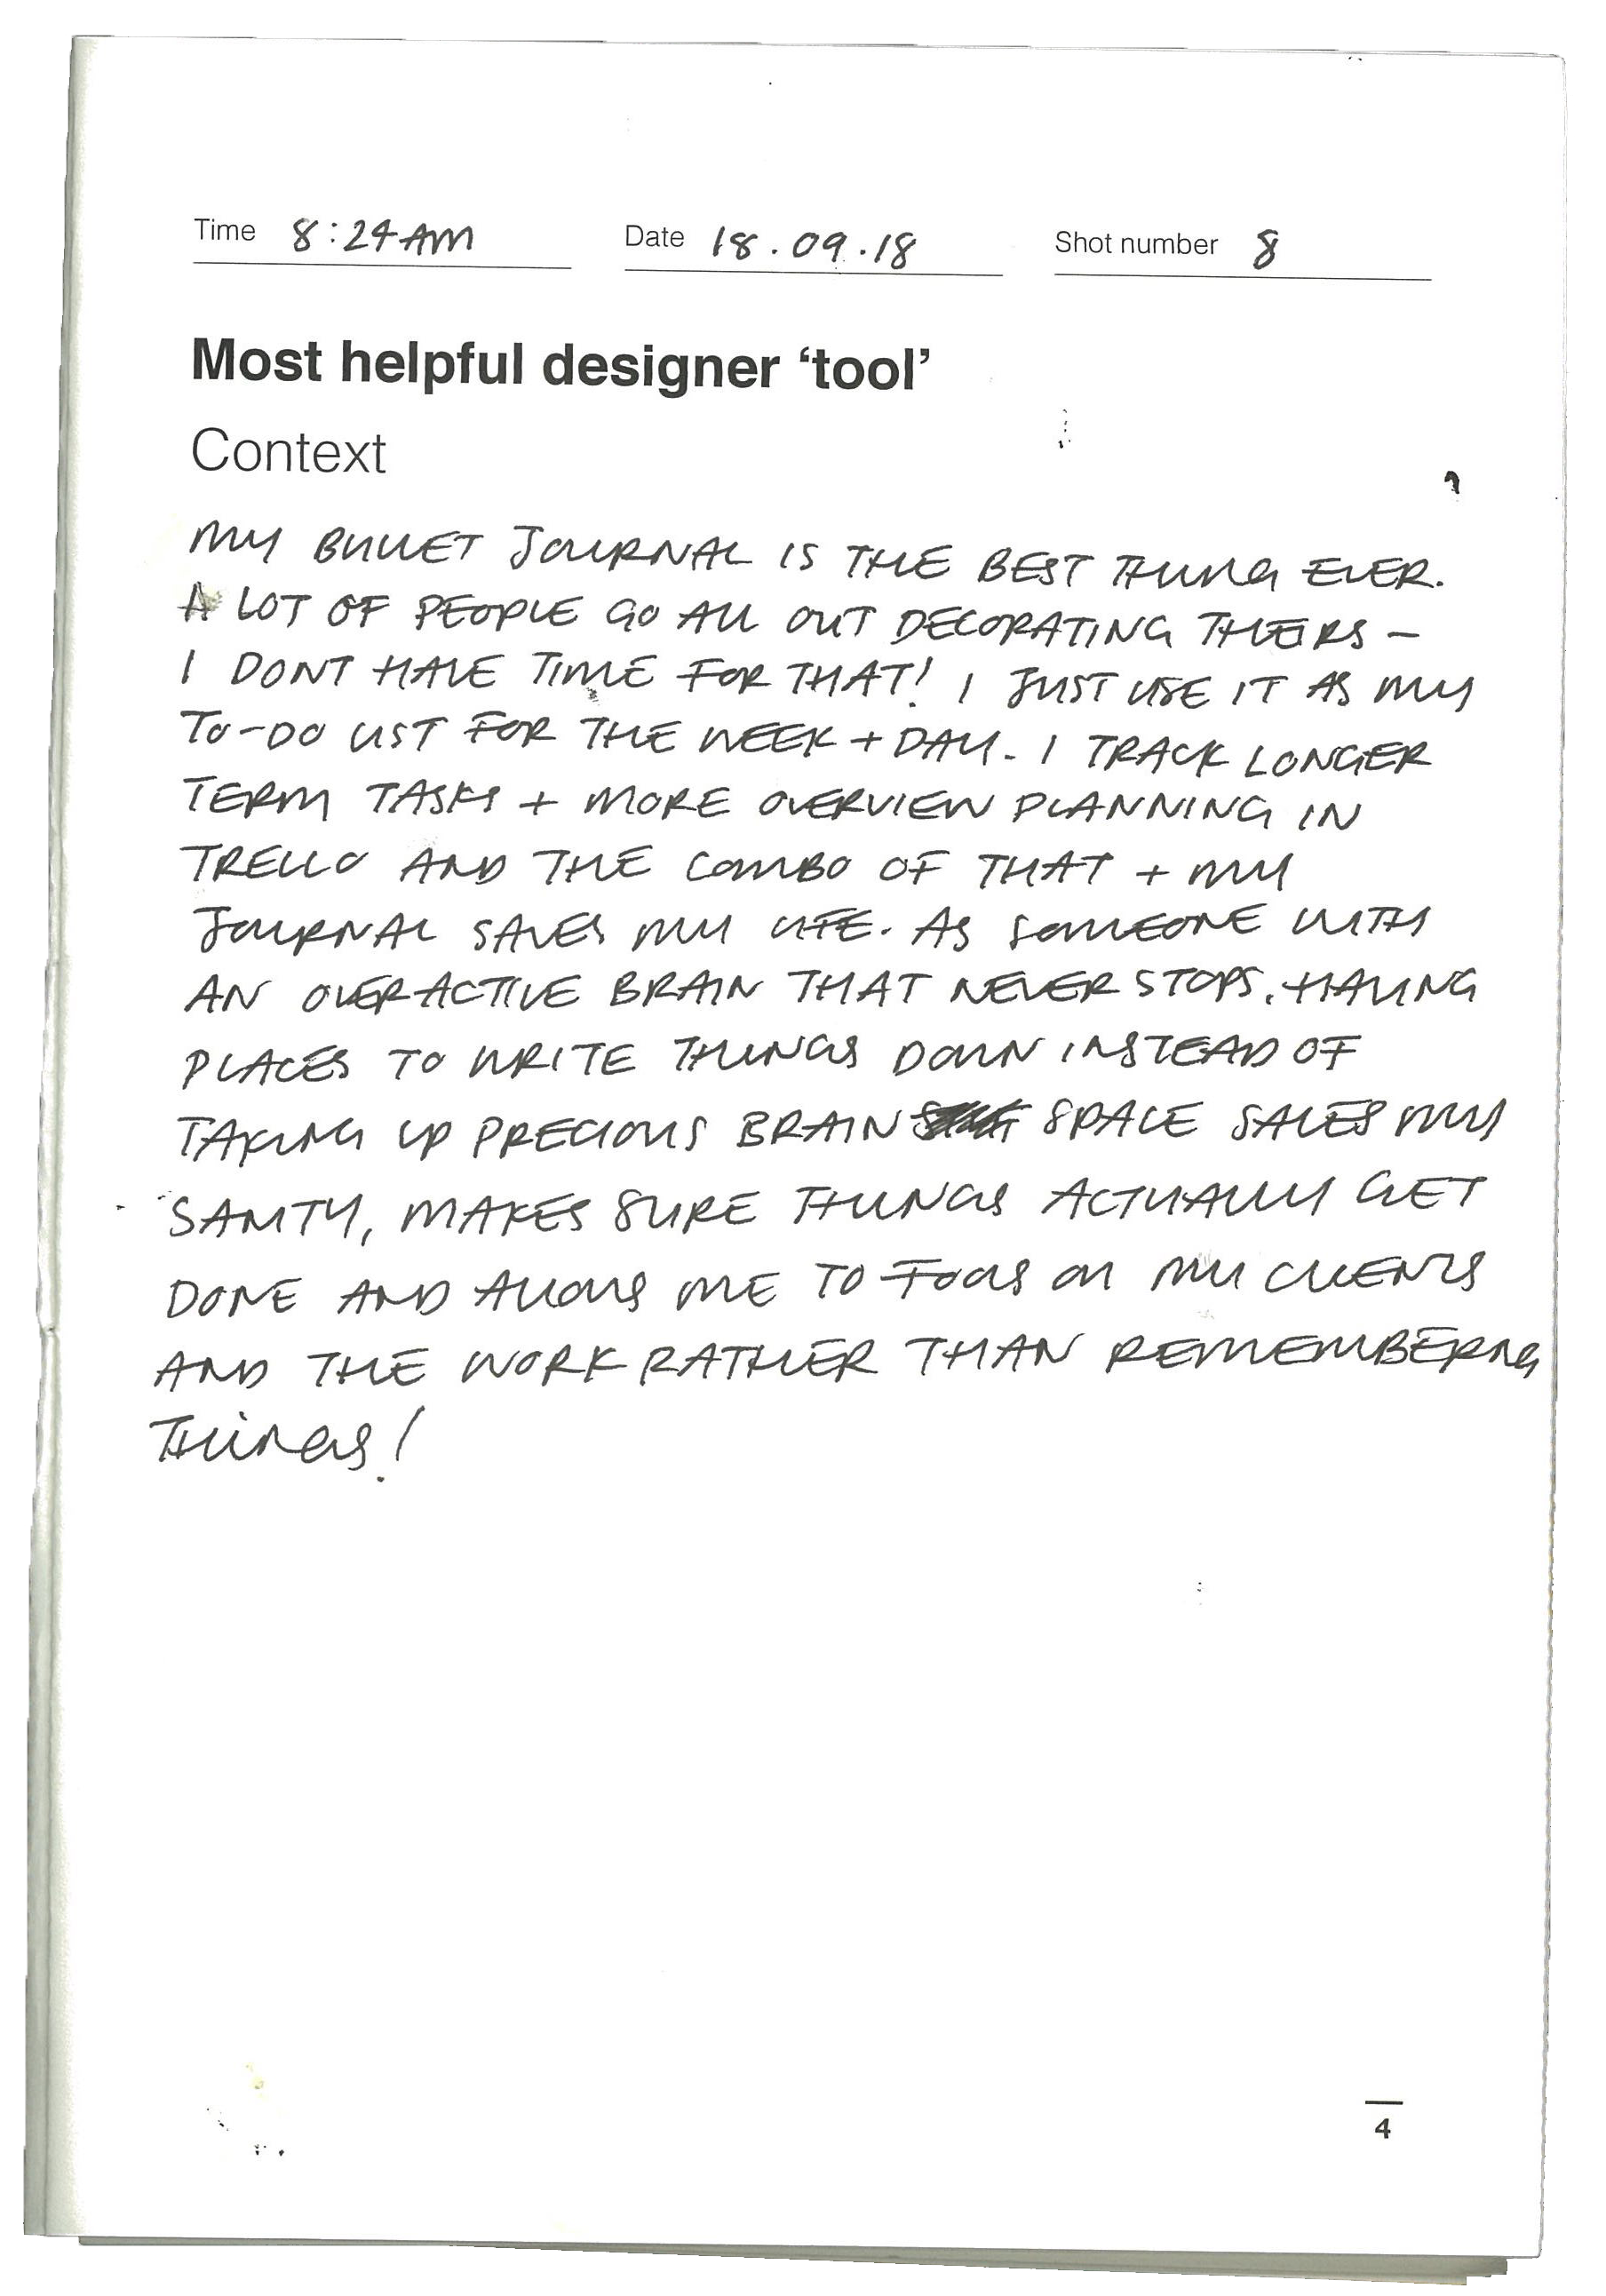 Time 8:24AM Date 18.09.18 Shot number 8
Most helpful designer ‘tool’
Context
MY BULLET JOURNAL IS THE BEST THING EVER.
A LOT OF PEOPLE GO ALL OUT DECORATING THEIRS –
I DONT HAVE TIME FOR THAT! I JUST USE IT AS MY
TO-DO LIST FOR THE WEEK + DAY. I TRACK LONGER
TERM TASKS + MORE OVERVIEW PLANNING IN
TRELLO AND THE COMBO OF THAT + MY
JOURNAL SAVES MY LIFE. AS SOMEONE WITH
AN OVERACTIVE BRAIN THAT NEVER STOPS, HAVING
PLACES TO WRITE THINGS DOWN INSTEAD OF
TAKING UP PRECIOUS BRAIN SPACE SAVES MY
SANITY, MAKES SURE THINGS ACTUALLY GET
DONE AND ALLOWS ME TO FOCUS ON MY CLIENTS
AND THE WORK RATHER THAN REMEMBERING
THINGS!
4